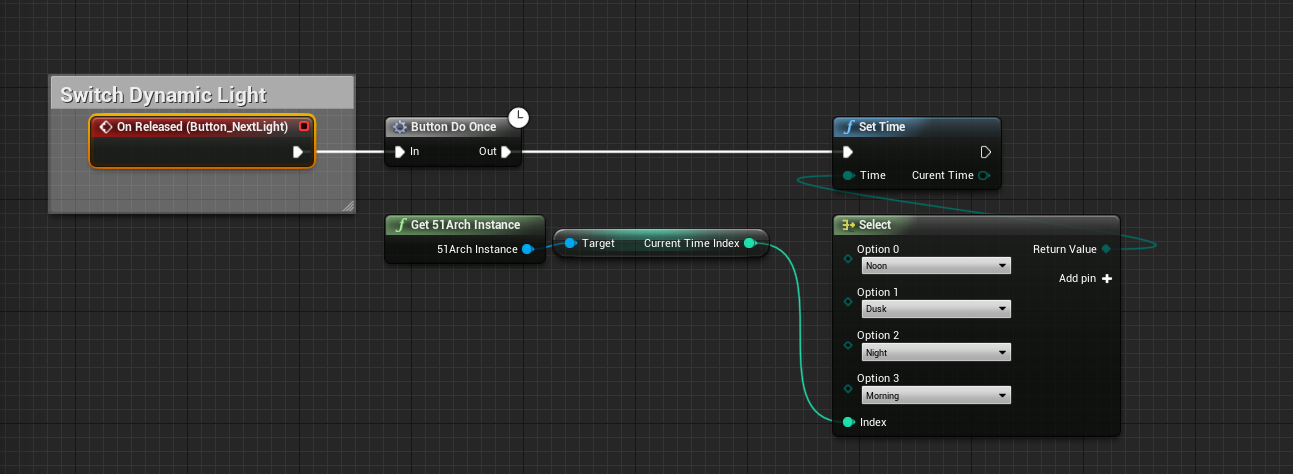 Switch Dynamic Light
On Released (Button_NextLight)
Button Do Once
In
Out
Set Time
Time
Curent Time
Get 51Arch Instance
51Arch Instance
Target
Current Time Index
Select
Option 0
Noon
Return Value
Add pin
Option 1
Dusk
Option 2
Night
Option 3
Morning
Index